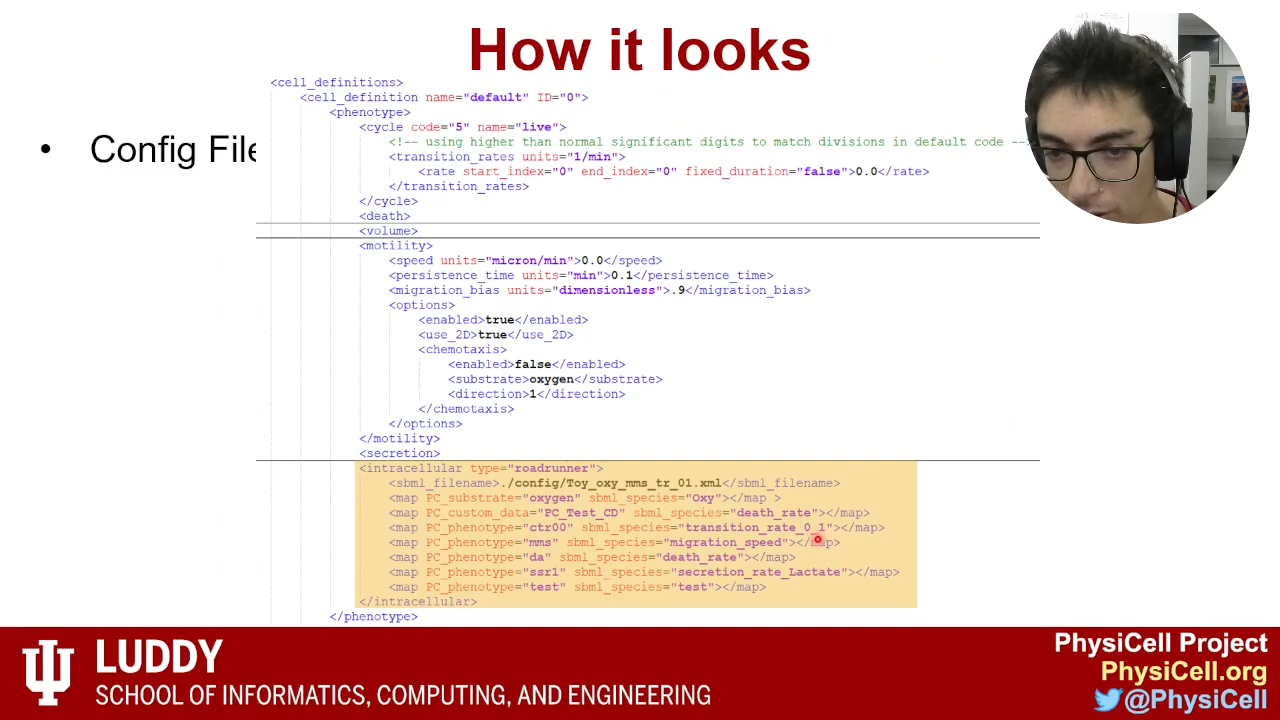 How it looks
• Config File
<cell_definitions>
<cell_definition name="default" ID="0">
<phenotype>
<cycle code="5" name="live">
<!-- using higher than normal significant digits to match divisions in default code -->
<transition_rates units="1/min">
<rate start_index="0" end_index="0" fixed_duration="false">0.0</rate>
</transition_rates>
</cycle>
<death>
<volume>
<motility>
<speed units="micron/min">0.0</speed>
<persistence_time units="min">0.1</persistence_time>
<migration_bias units="dimensionless">.9</migration_bias>
<options>
<enabled>true</enabled>
<use_2D>true</use_2D>
<chemotaxis>
<enabled>false</enabled>
<substrate>oxygen</substrate>
<direction>1</direction>
</chemotaxis>
</options>
</motility>
<secretion>
<intracellular type="roadrunner">
<sbml_filename>./config/Toy_oxy_mms_tr_01.xml</sbml_filename>
<map PC_substrate="oxygen" sbml_species="Oxy"></map >
<map PC_custom_data="PC_Test_CD" sbml_species="death_rate"></map>
<map PC_phenotype="ctr00" sbml_species="transition_rate_0_1"></map>
<map PC_phenotype="mms" sbml_species="migration_speed"></map>
<map PC_phenotype="da" sbml_species="death_rate"></map>
<map PC_phenotype="ssr1" sbml_species="secretion_rate_Lactate"></map>
<map PC_phenotype="test" sbml_species="test"></map>
</intracellular>
</phenotype>
LUDDY
SCHOOL OF INFORMATICS, COMPUTING, AND ENGINEERING
PhysiCell Project
PhysiCell.org
@PhysiCell